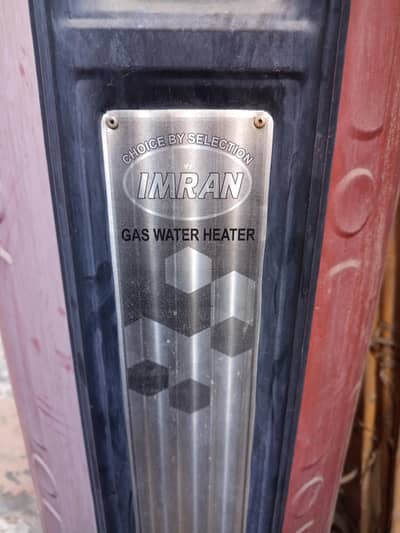 CHOICE BY SELECTION
IMRAN
GAS WATER HEATER